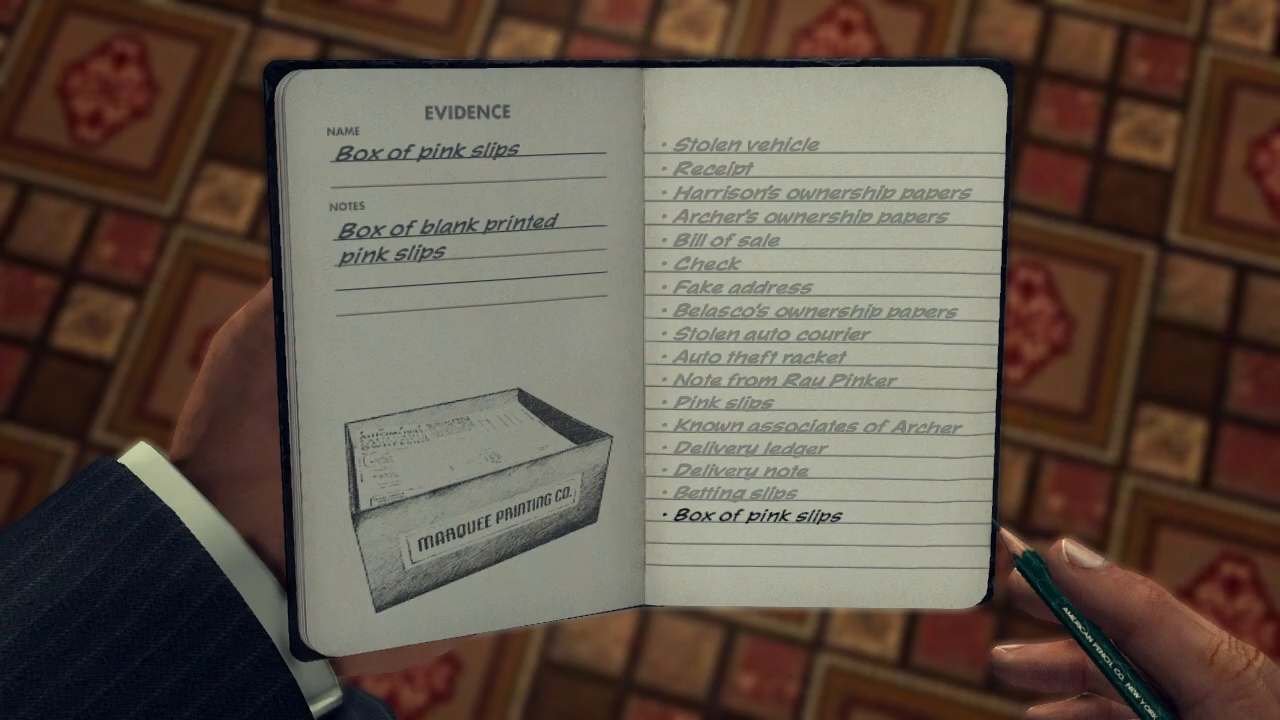 EVIDENCE
NAME
Box of pink slips
NOTES
Box of blank printed
pink slips
MARQUEE PRINTING CO.
• Stolen vehicle
• Receipt
• Harrison's ownership papers
• Archer's ownership papers
• Bill of sale
• Check
• Fake address
• Belasco's ownership papers
• Stolen auto courier
• Auto theft racket
• Note from Ray Pinker
• Pink slips
• Known associates of Archer
• Delivery ledger
• Delivery note
• Betting slips
• Box of pink slips
AMERICAN PENCIL CO. NEW YORK